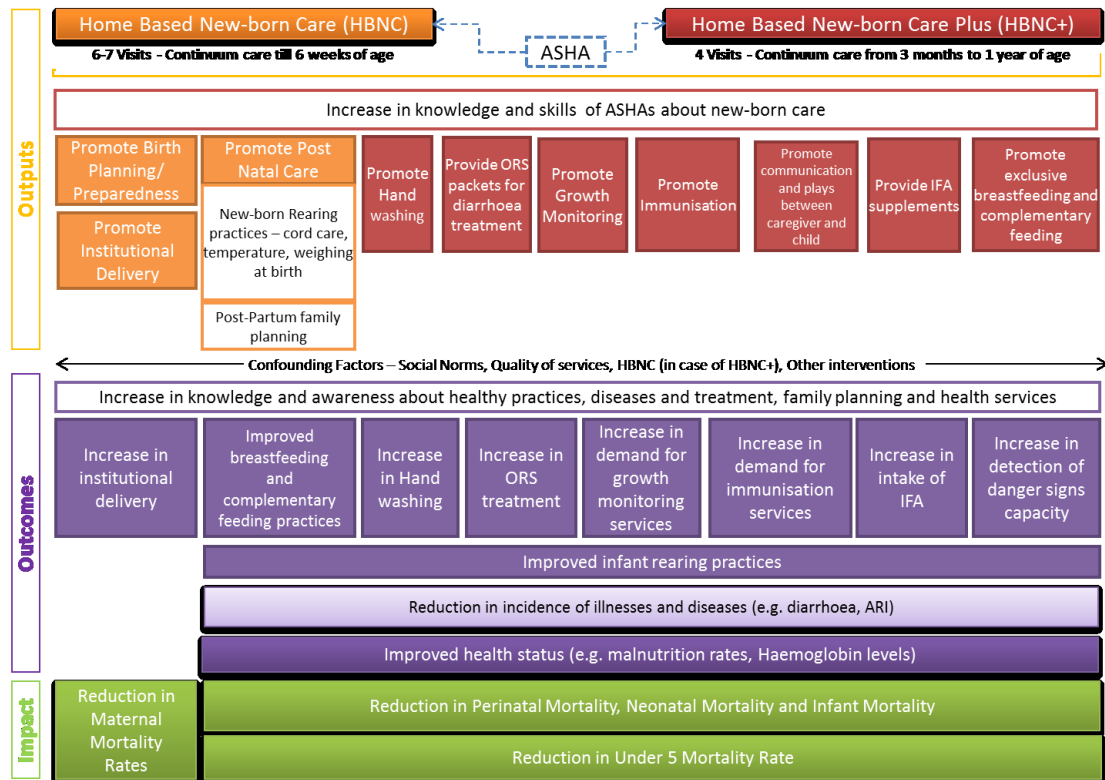 Home Based New-born Care (HBNC)
Home Based New-born Care Plus (HBNC+)
ASHA
6-7 Visits - Continuum care till 6 weeks of age
4 Visits - Continuum care from 3 months to 1 year of age
Outputs
Increase in knowledge and skills of ASHAs about new-born care
Promote Birth
Planning/
Preparedness
Promote
Institutional
Delivery
Promote Post
Natal Care
New-born Rearing
practices – cord care,
temperature, weighing
at birth
Post-Partum family
planning
Promote
Hand
washing
Provide ORS
packets for
diarrhoea
treatment
Promote
Growth
Monitoring
Promote
Immunisation
Promote
communication
and plays
between
caregiver and
child
Provide IFA
supplements
Promote
exclusive
breastfeeding and
complementary
feeding
Confounding Factors – Social Norms, Quality of services, HBNC (in case of HBNC+), Other interventions
Outcomes
Increase in knowledge and awareness about healthy practices, diseases and treatment, family planning and health services
Increase in
institutional
delivery
Improved
breastfeeding
and
complementary
feeding practices
Increase
in Hand
washing
Increase in
ORS
treatment
Increase in
demand for
growth
monitoring
services
Increase in
demand for
immunisation
services
Increase in
intake of
IFA
Increase in
detection of
danger signs
capacity
Improved infant rearing practices
Reduction in incidence of illnesses and diseases (e.g. diarrhoea, ARI)
Improved health status (e.g. malnutrition rates, Haemoglobin levels)
Impact
Reduction in
Maternal
Mortality
Rates
Reduction in Perinatal Mortality, Neonatal Mortality and Infant Mortality
Reduction in Under 5 Mortality Rate